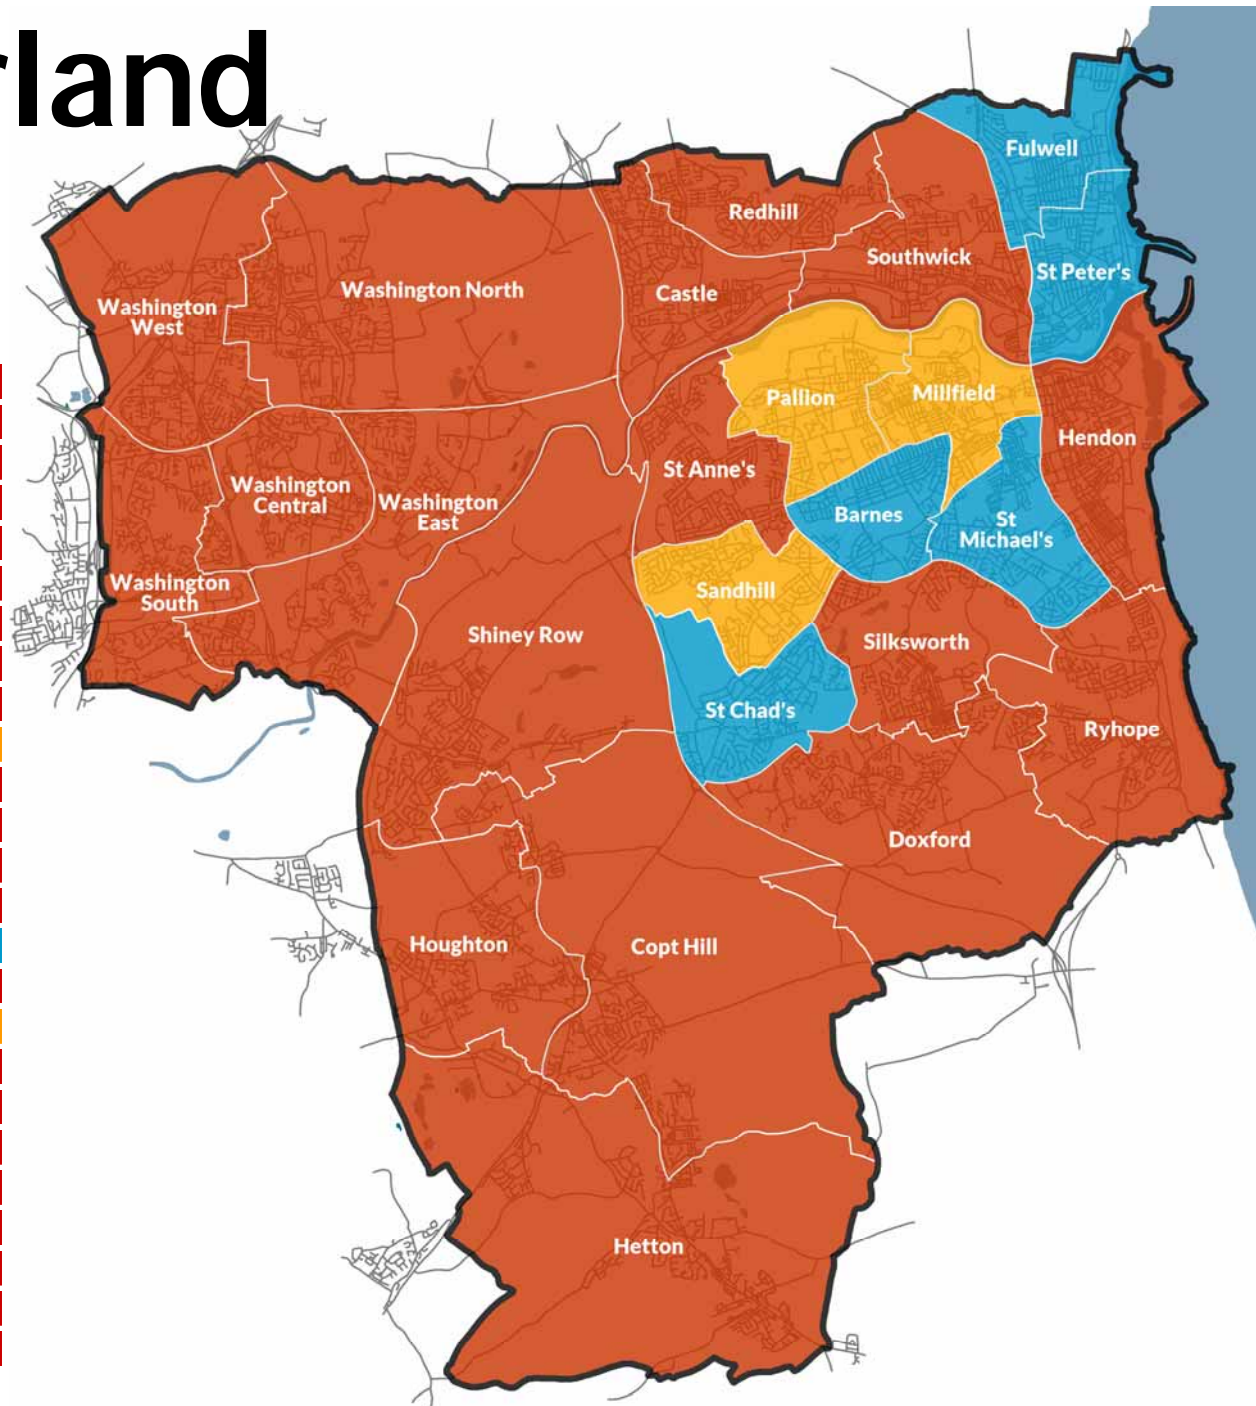 rland
Fulwell
Redhill
Southwick
St Peter's
Washington North
Castle
Washington
West
Pallion
Millfield
Hendon
St Anne's
Washington
Central
Washington
East
Barnes
St
Michael's
Washington
South
Sandhill
Shiney Row
Silksworth
St Chad's
Ryhope
Doxford
Houghton
Copt Hill
Hetton